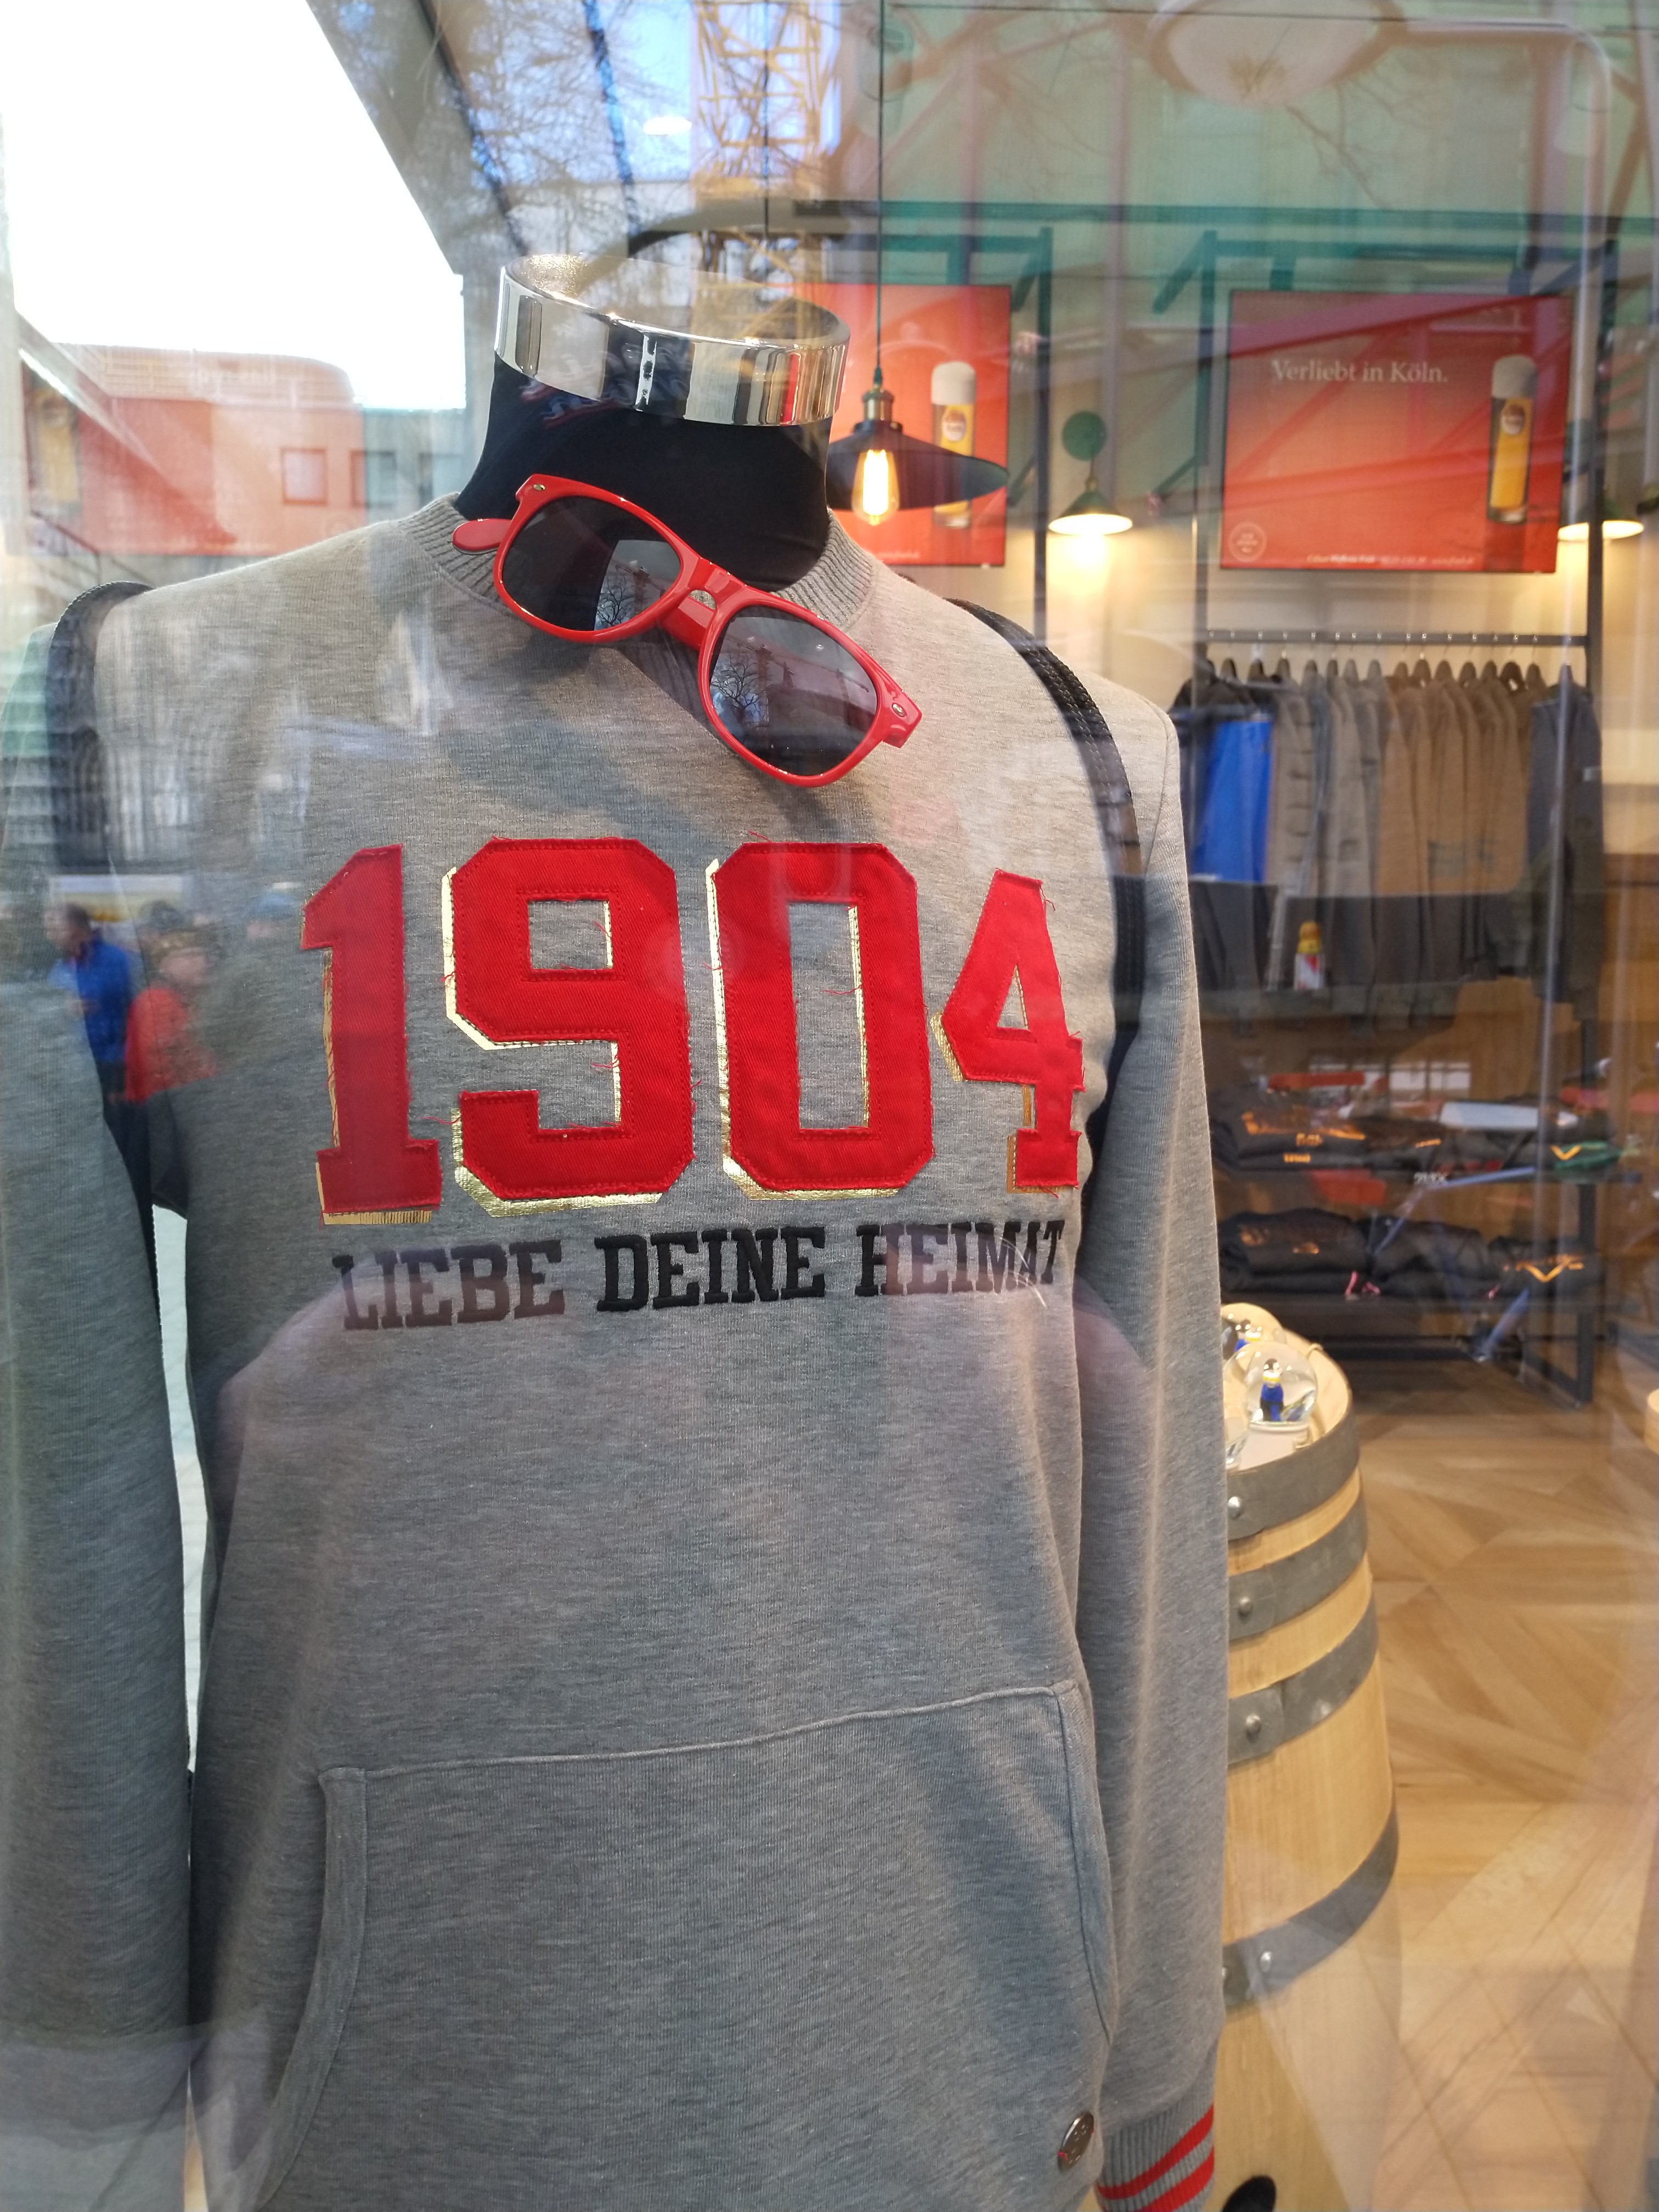 Verliebt in Köln.
1904
LIEBE DEINE HEIMAT